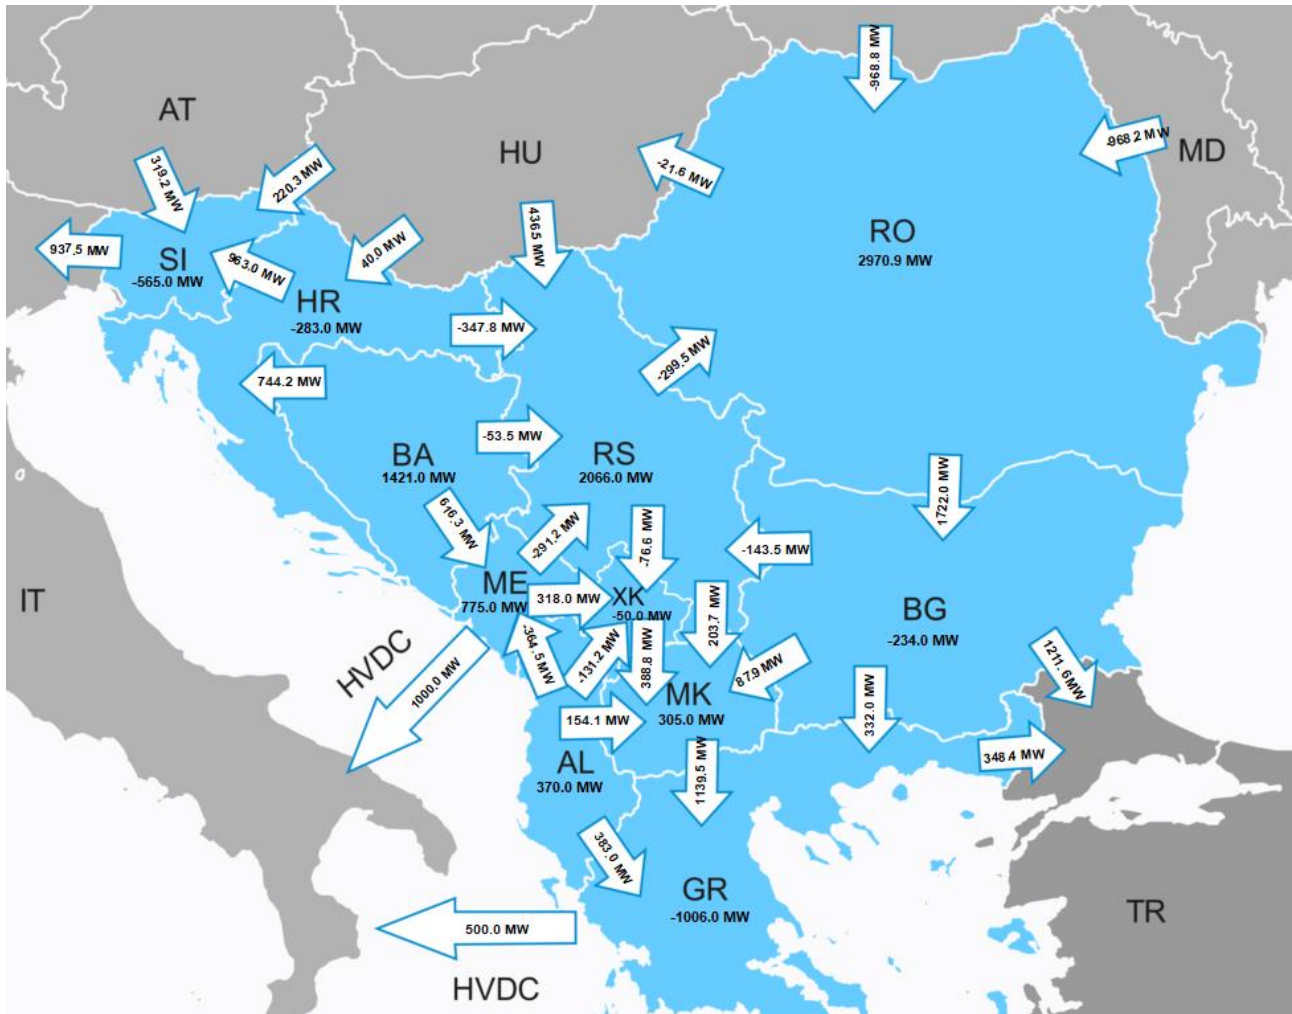 -968.8 MW
AT
319.2 MW
220.3 MW
HU
-21.6 MW
-968.2 MW
MD
937.5 MW
SI
-565.0 MW
963.0 MW
40.0 MW
436.5 MW
RO
2970.9 MW
HR
-283.0 MW
-347.8 MW
-299.5 MW
744.2 MW
BA
1421.0 MW
-53.5 MW
RS
2066.0 MW
1722.0 MW
616.3 MW
-291.2 MW
-76.6 MW
-143.5 MW
IT
ME
775.0 MW
318.0 MW
XK
-50.0 MW
203.7 MW
BG
-234.0 MW
HVDC
1000.0 MW
-364.5 MW
-131.2 MW
388.8 MW
87.9 MW
1211.6 MW
MK
305.0 MW
154.1 MW
332.0 MW
348.4 MW
AL
370.0 MW
1139.5 MW
383.0 MW
GR
-1006.0 MW
TR
500.0 MW
HVDC